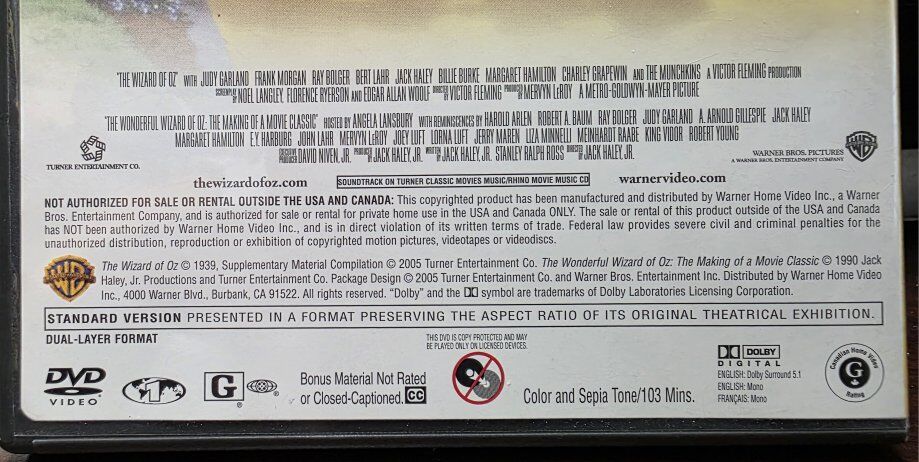 "THE WIZARD OF OZ" WITH JUDY GARLAND FRANK MORGAN RAY BOLGER BERT LAHR JACK HALEY BILLIE BURKE MARGARET HAMILTON CHARLEY GRAPEWIN AND THE MUNCHKINS A VICTOR FLEMING PRODUCTION
SCREENPLAY BY NOEL LANGLEY, FLORENCE RYERSON AND EDGAR ALLAN WOOLF DIRECTED BY VICTOR FLEMING PRODUCED BY MERVYN LeROY A METRO-GOLDWYN-MAYER PICTURE
"THE WONDERFUL WIZARD OF OZ: THE MAKING OF A MOVIE CLASSIC" HOSTED BY ANGELA LANSBURY WITH REMINISCENCES BY HAROLD ARLEN ROBERT A. BAUM RAY BOLGER JUDY GARLAND A. ARNOLD GILLESPIE JACK HALEY
MARGARET HAMILTON E.Y. HARBURG JOHN LAHR MERVYN LeROY JOEY LUFT LORNA LUFT JERRY MAREN LIZA MINNELLI MEINHARDT RAABE KING VIDOR ROBERT YOUNG
EXECUTIVE PRODUCER DAVID NIVEN, JR. PRODUCED BY JACK HALEY, JR. WRITTEN BY JACK HALEY, JR. STANLEY RALPH ROSS DIRECTED BY JACK HALEY, JR.
TURNER ENTERTAINMENT CO.
WARNER BROS. PICTURES
A WARNER BROS. ENTERTAINMENT COMPANY
thewizardofoz.com
SOUNDTRACK ON TURNER CLASSIC MOVIES MUSIC/RHINO MOVIE MUSIC CD
warnervideo.com
NOT AUTHORIZED FOR SALE OR RENTAL OUTSIDE THE USA AND CANADA: This copyrighted product has been manufactured and distributed by Warner Home Video Inc., a Warner
Bros. Entertainment Company, and is authorized for sale or rental for private home use in the USA and Canada ONLY. The sale or rental of this product outside of the USA and Canada
has NOT been authorized by Warner Home Video Inc., and is in direct violation of its written terms of trade. Federal law provides severe civil and criminal penalties for the
unauthorized distribution, reproduction or exhibition of copyrighted motion pictures, videotapes or videodiscs.
The Wizard of Oz © 1939, Supplementary Material Compilation © 2005 Turner Entertainment Co. The Wonderful Wizard of Oz: The Making of a Movie Classic © 1990 Jack
Haley, Jr. Productions and Turner Entertainment Co. Package Design © 2005 Turner Entertainment Co. and Warner Bros. Entertainment Inc. Distributed by Warner Home Video
Inc., 4000 Warner Blvd., Burbank, CA 91522. All rights reserved. "Dolby" and the DD symbol are trademarks of Dolby Laboratories Licensing Corporation.
STANDARD VERSION PRESENTED IN A FORMAT PRESERVING THE ASPECT RATIO OF ITS ORIGINAL THEATRICAL EXHIBITION.
DUAL-LAYER FORMAT
THIS DVD IS COPY PROTECTED AND MAY
BE PLAYED ONLY ON LICENSED DEVICES.
DVD
VIDEO
1
G ®
Bonus Material Not Rated
or Closed-Captioned. CC
Color and Sepia Tone/103 Mins.
DOLBY
DIGITAL
ENGLISH: Dolby Surround 5.1
ENGLISH: Mono
FRANÇAIS: Mono
Canadian Home Video
G
Rating